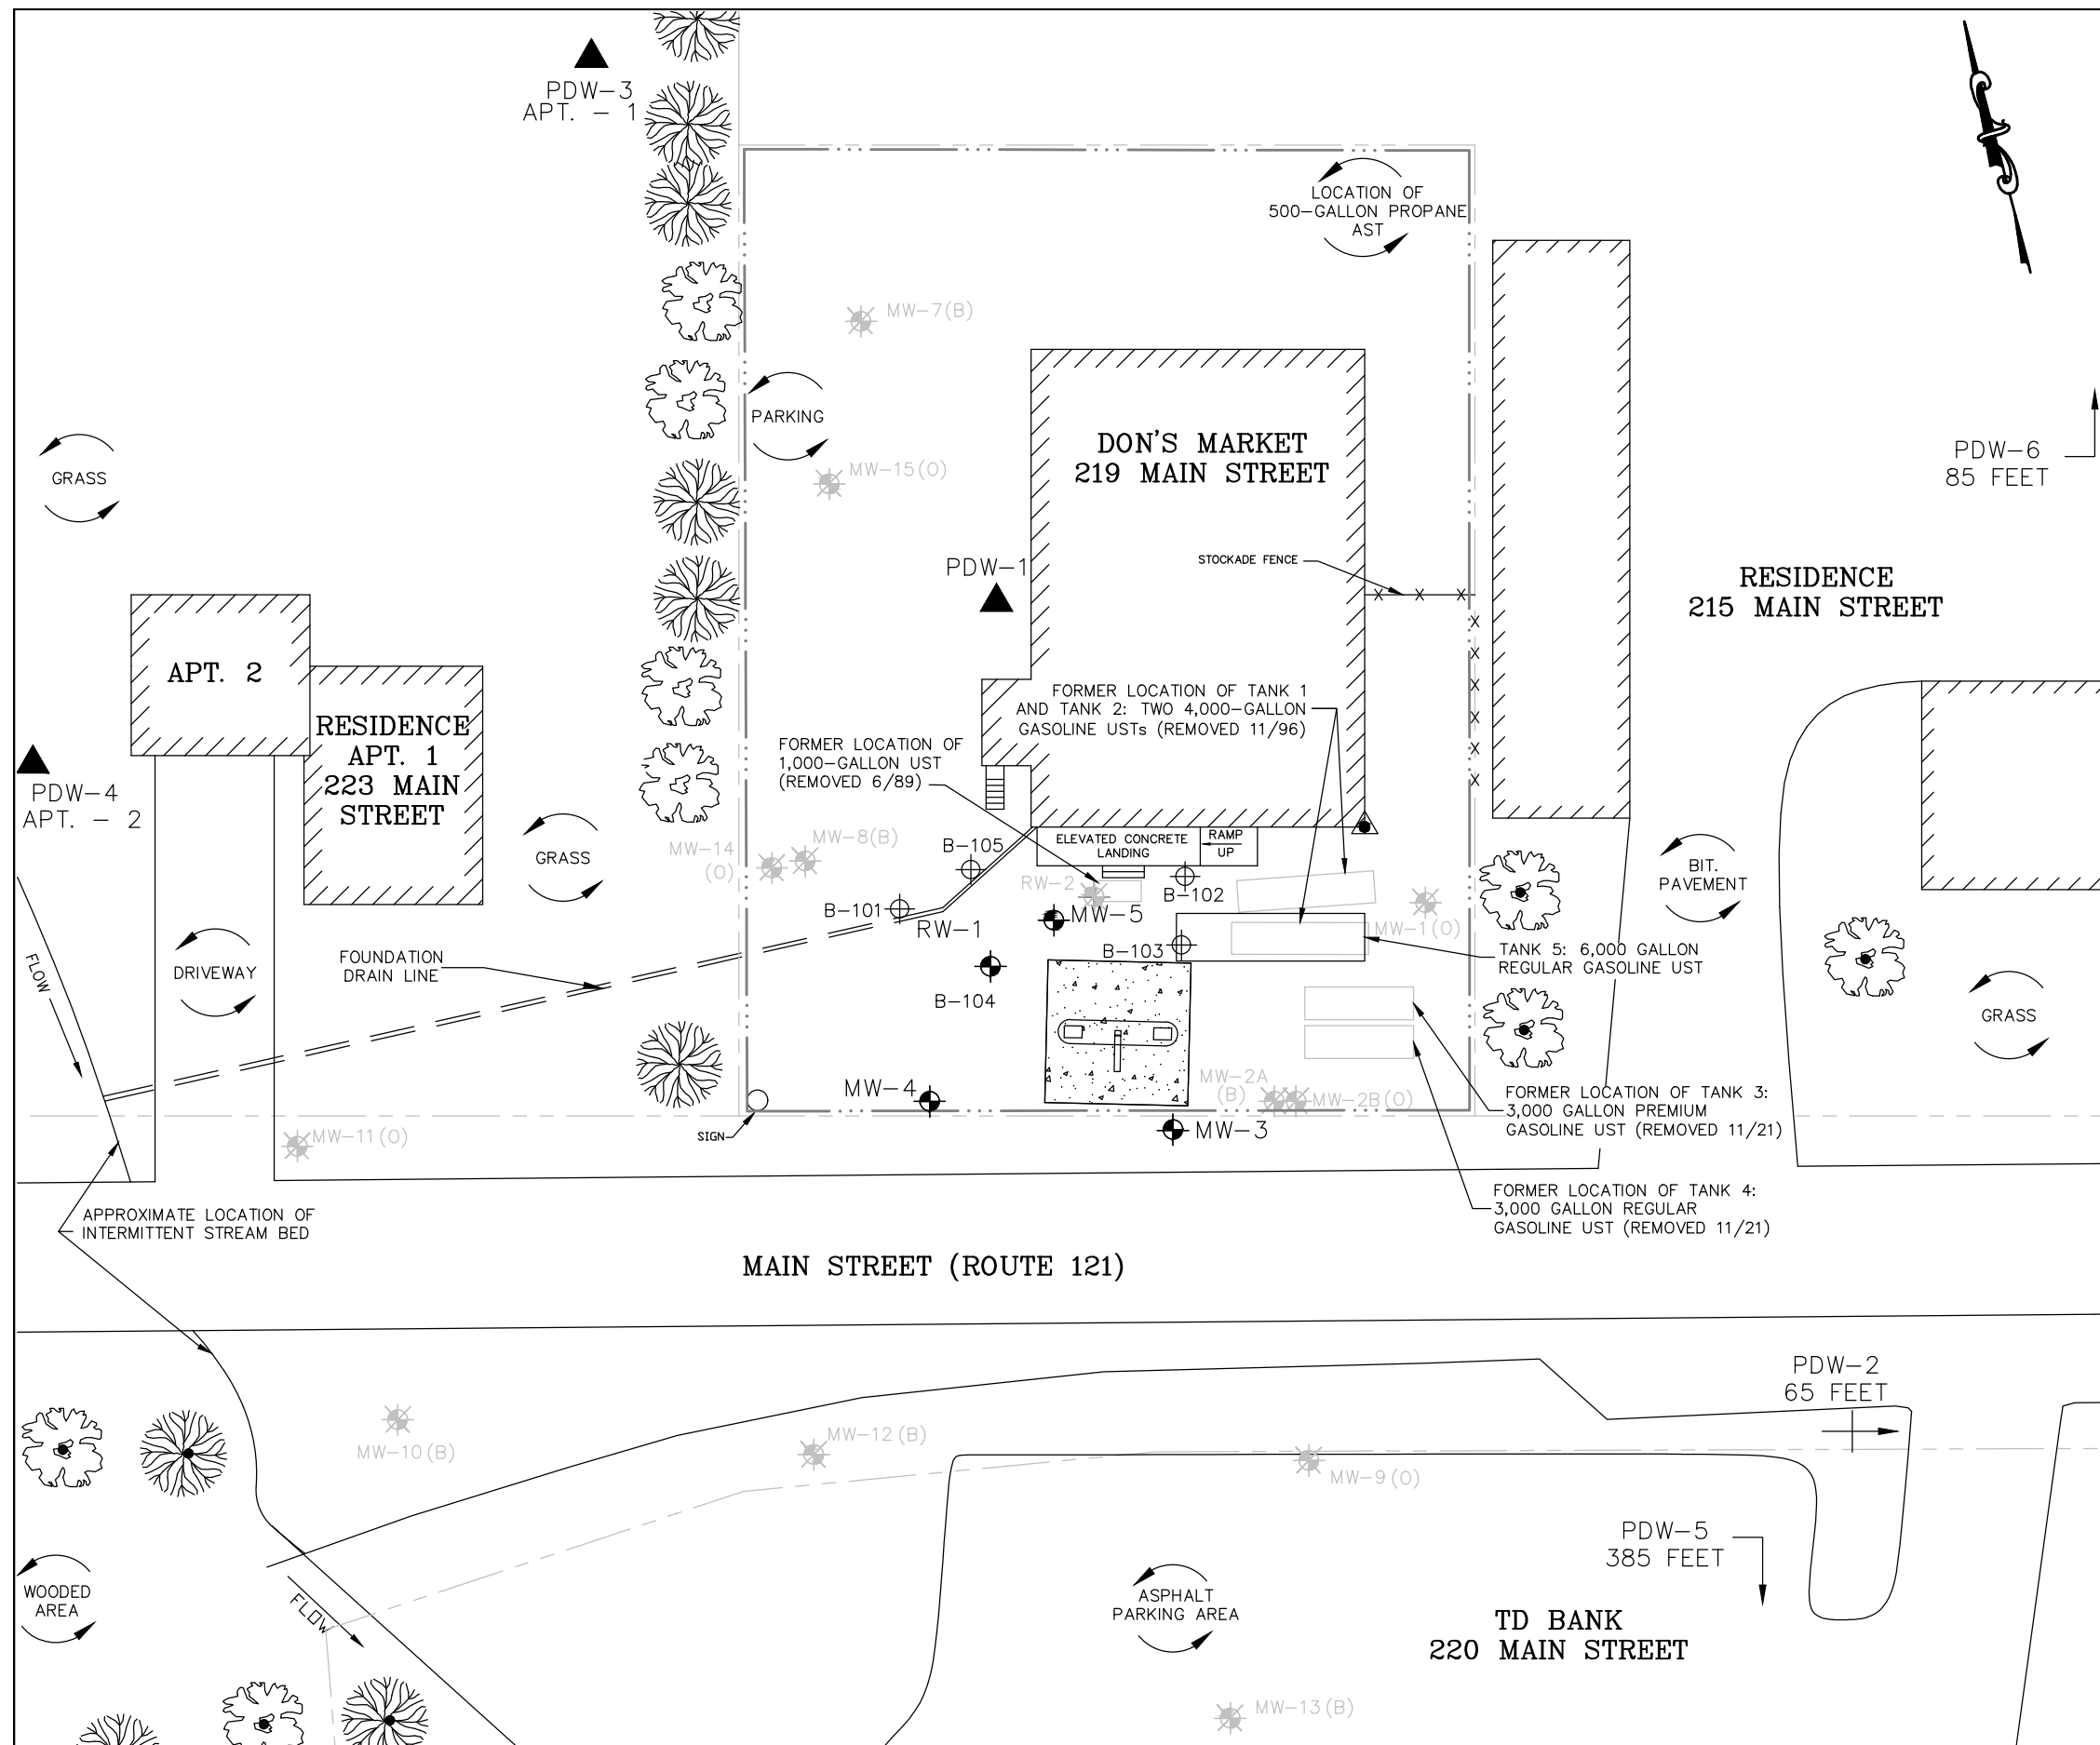 PDW-3
APT. - 1
LOCATION OF
500-GALLON PROPANE
AST
MW-7(B)
PARKING
MW-15(O)
DON'S MARKET
219 MAIN STREET
GRASS
PDW-6
85 FEET
STOCKADE FENCE
PDW-1
RESIDENCE
215 MAIN STREET
APT. 2
RESIDENCE
APT. 1
223 MAIN
STREET
PDW-4
APT. - 2
FORMER LOCATION OF TANK 1
AND TANK 2: TWO 4,000-GALLON
GASOLINE USTs (REMOVED 11/96)
FORMER LOCATION OF
1,000-GALLON UST
(REMOVED 6/89)
GRASS
MW-14
(O)
MW-8(B)
B-105
ELEVATED CONCRETE
LANDING
RAMP
UP
RW-2
B-102
BIT.
PAVEMENT
B-101
RW-1
MW-5
MW-1(O)
B-103
TANK 5: 6,000 GALLON
REGULAR GASOLINE UST
FLOW
DRIVEWAY
FOUNDATION
DRAIN LINE
B-104
GRASS
MW-4
MW-2A
(B)
MW-2B(O)
MW-3
SIGN
MW-11(O)
FORMER LOCATION OF TANK 3:
3,000 GALLON PREMIUM
GASOLINE UST (REMOVED 11/21)
FORMER LOCATION OF TANK 4:
3,000 GALLON REGULAR
GASOLINE UST (REMOVED 11/21)
APPROXIMATE LOCATION OF
INTERMITTENT STREAM BED
MAIN STREET (ROUTE 121)
PDW-2
65 FEET
MW-10(B)
MW-12(B)
MW-9(O)
PDW-5
385 FEET
WOODED
AREA
FLOW
ASPHALT
PARKING AREA
TD BANK
220 MAIN STREET
MW-13(B)